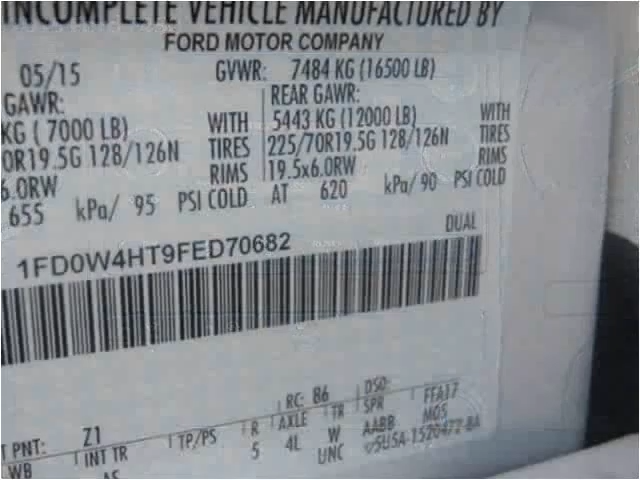 INCOMPLETE VEHICLE MANUFACTURED BY
FORD MOTOR COMPANY
05/15 GVWR: 7484 KG (16500 LB)
GAWR: REAR GAWR:
KG ( 7000 LB) WITH 5443 KG (12000 LB) WITH
0R19.5G 128/126N TIRES 225/70R19.5G 128/126N TIRES
6.0RW RIMS 19.5x6.0RW RIMS
655 kPa/ 95 PSI COLD AT 620 kPa/ 90 PSI COLD
DUAL
1FD0W4HT9FED70682
RC: 86 DSO:
T PNT: Z1 R AXLE TR SPR FFA17
WB INT TR TP/PS 5 4L W AABB M05
UNC